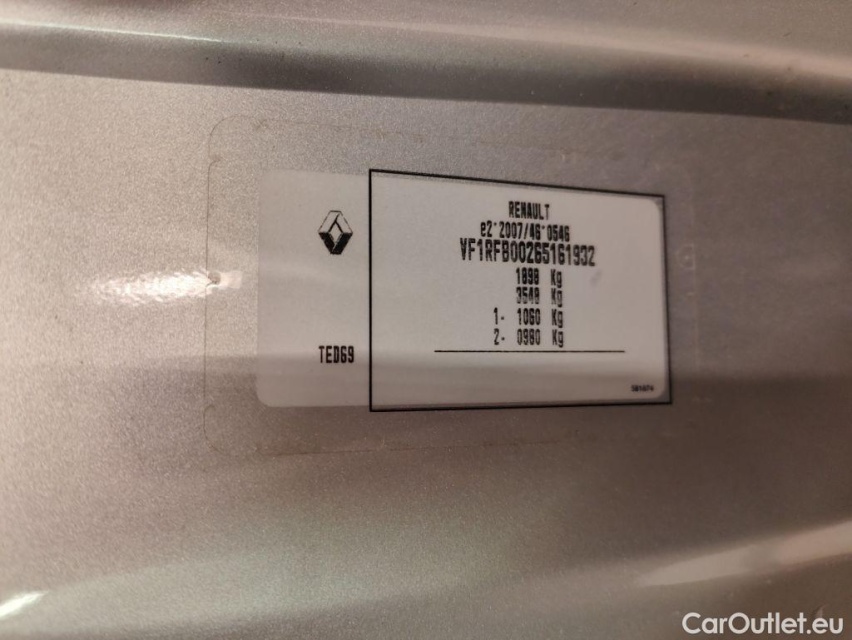 RENAULT
e2*2007/46*0546
VF1RFB00265161932
1898 Kg
3548 Kg
1- 1060 Kg
2- 0980 Kg
TED69
CarOutlet.eu